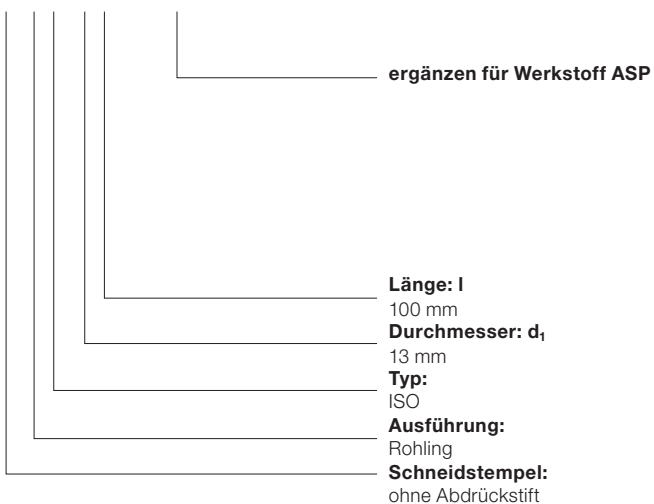 ergänzen für Werkstoff ASP
Länge: l
100 mm
Durchmesser: d₁
13 mm
Typ:
ISO
Ausführung:
Rohling
Schneidstempel:
ohne Abdrückstift